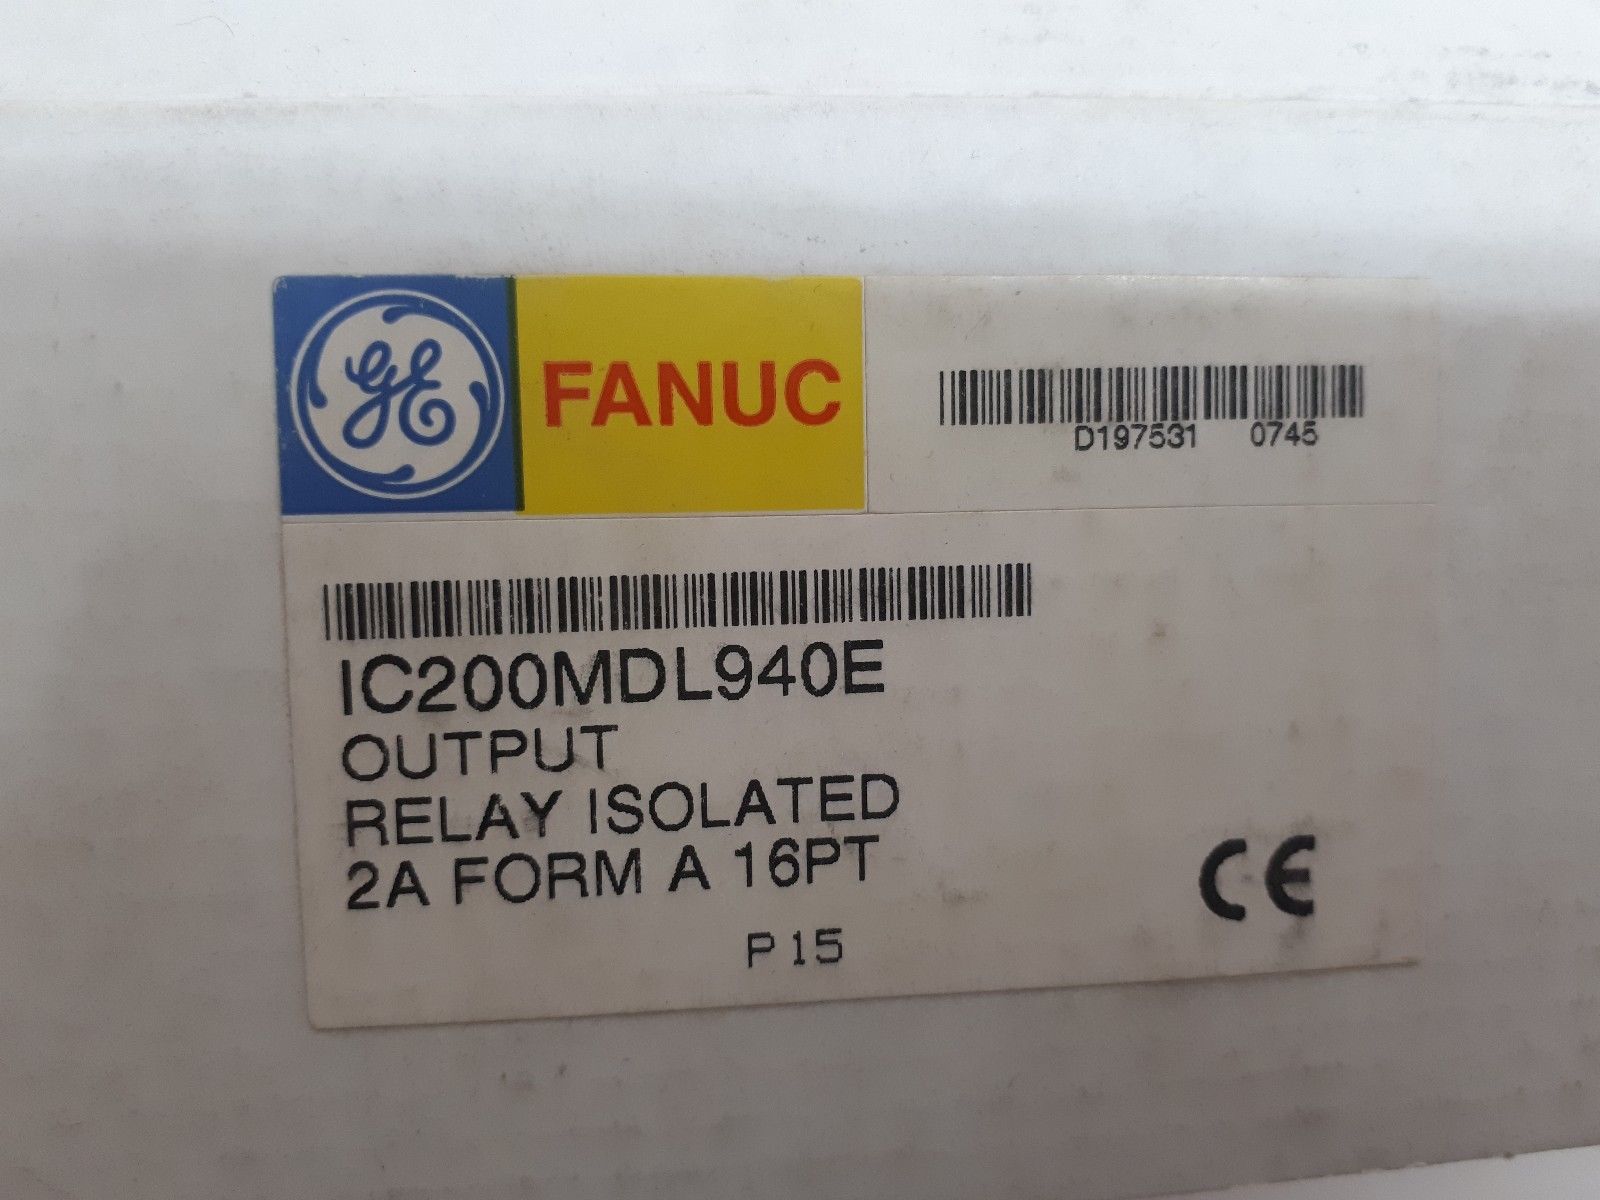 GE FANUC
D197531 0745
IC200MDL940E
OUTPUT
RELAY ISOLATED
2A FORM A 16PT
P15
CE